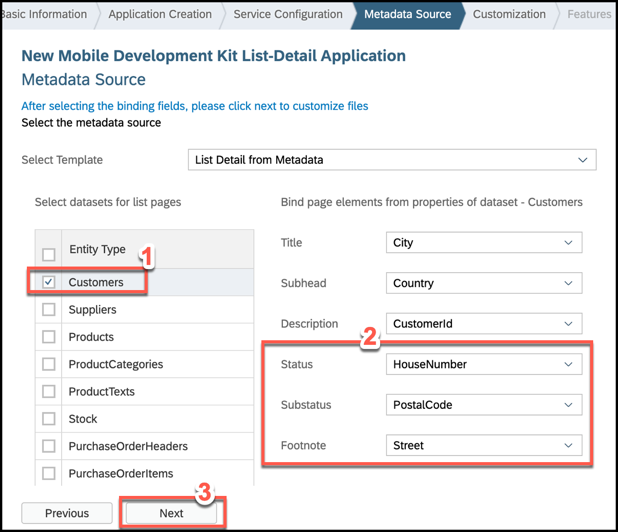 Basic Information Application Creation Service Configuration Metadata Source Customization Features
New Mobile Development Kit List-Detail Application
Metadata Source
After selecting the binding fields, please click next to customize files
Select the metadata source
Select Template List Detail from Metadata
Select datasets for list pages Bind page elements from properties of dataset - Customers
Entity Type
1
Customers
Suppliers
Products
ProductCategories
ProductTexts
Stock
PurchaseOrderHeaders
PurchaseOrderItems
Title City
Subhead Country
Description CustomerId
2
Status HouseNumber
Substatus PostalCode
Footnote Street
3
Previous Next